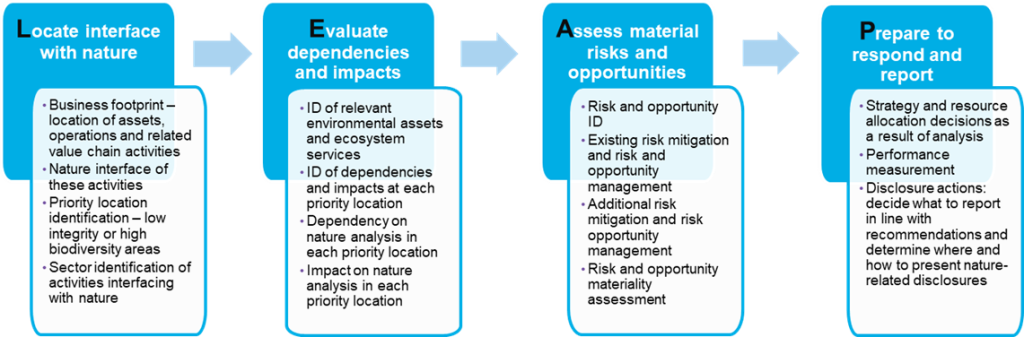 Locate interface
with nature
• Business footprint –
location of assets,
operations and related
value chain activities
• Nature interface of
these activities
• Priority location
identification – low
integrity or high
biodiversity areas
• Sector identification of
activities interfacing
with nature
Evaluate
dependencies
and impacts
• ID of relevant
environmental assets
and ecosystem
services
• ID of dependencies
and impacts at each
priority location
• Dependency on
nature analysis in
each priority location
• Impact on nature
analysis in each
priority location
Assess material
risks and
opportunities
• Risk and opportunity
ID
• Existing risk mitigation
and risk and
opportunity
management
• Additional risk
mitigation and risk
opportunity
management
• Risk and opportunity
materiality
assessment
Prepare to
respond and
report
• Strategy and resource
allocation decisions as
a result of analysis
• Performance
measurement
• Disclosure actions:
decide what to report
in line with
recommendations and
determine where and
how to present nature-
related disclosures